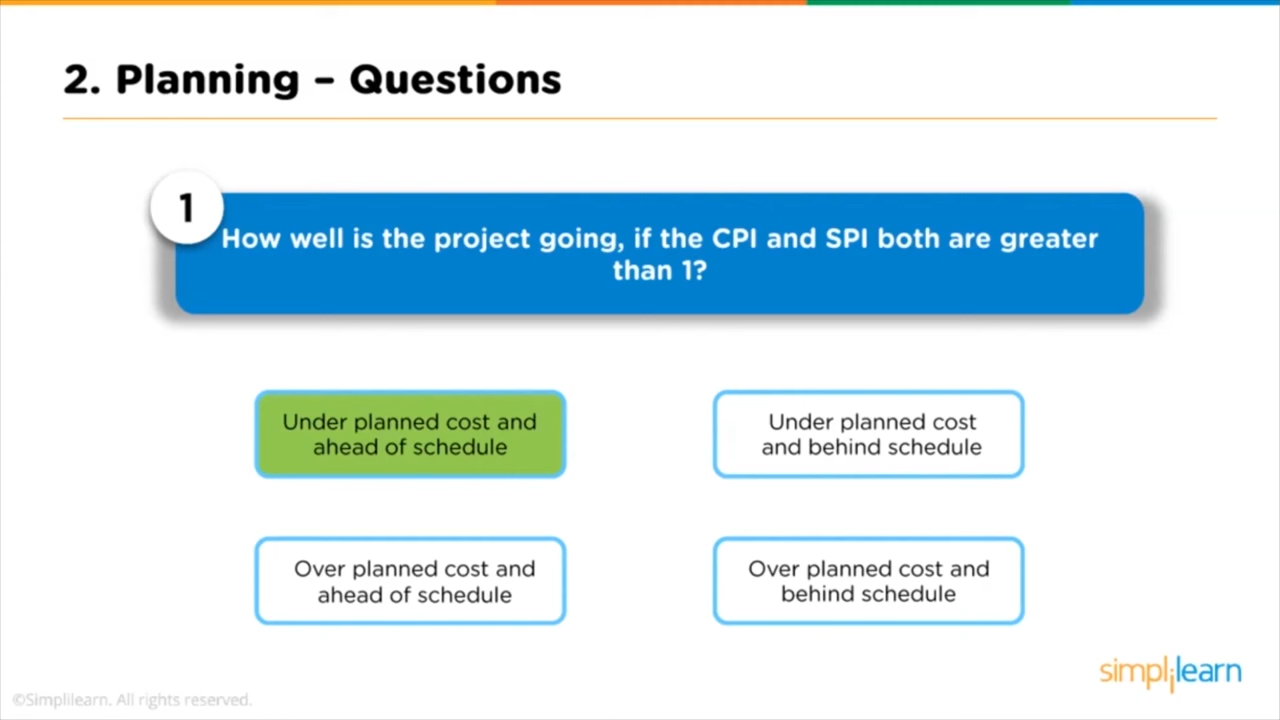 2. Planning – Questions
1
How well is the project going, if the CPI and SPI both are greater
than 1?
Under planned cost and
ahead of schedule
Under planned cost
and behind schedule
Over planned cost and
ahead of schedule
Over planned cost and
behind schedule
simplilearn
©Simplilearn. All rights reserved.